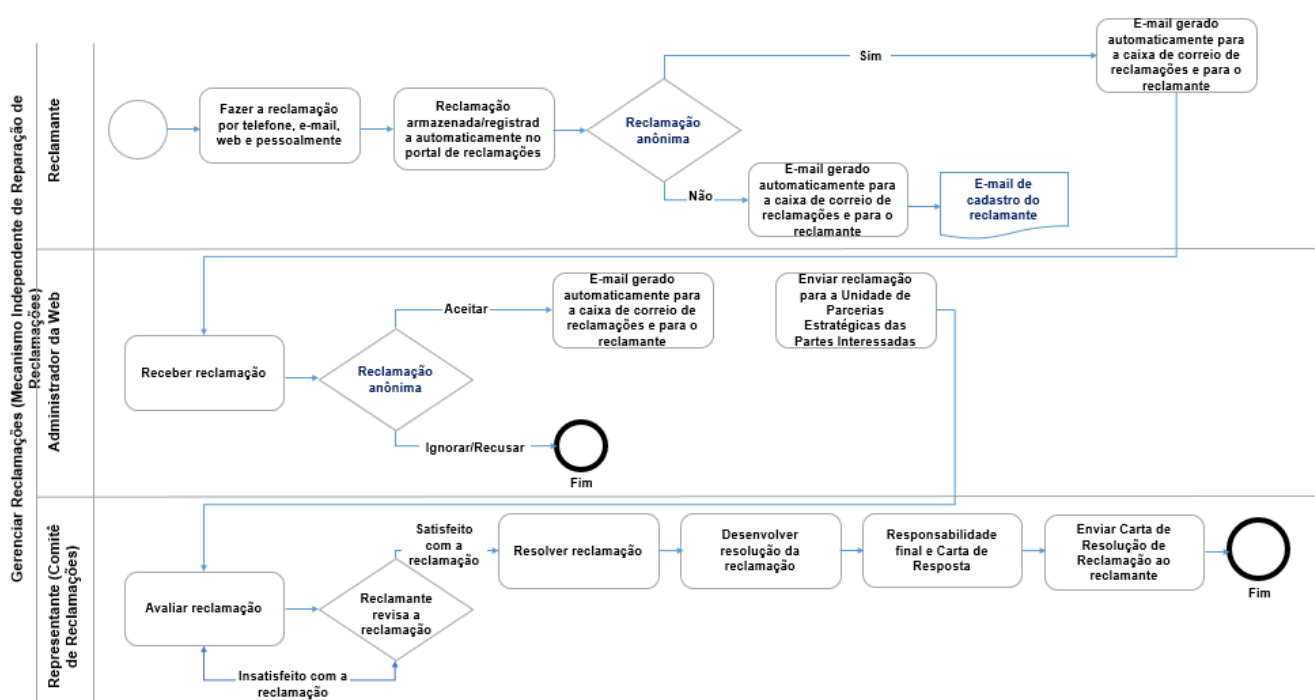 Gerenciar Reclamações (Mecanismo Independente de Reparação de
Reclamações)
Reclamante
Fazer a reclamação
por telefone, e-mail,
web e pessoalmente
Reclamação
armazenada/registrad
a automaticamente no
portal de reclamações
Reclamação
anônima
Sim
E-mail gerado
automaticamente para
a caixa de correio de
reclamações e para o
reclamante
Não
E-mail gerado
automaticamente para
a caixa de correio de
reclamações e para o
reclamante
E-mail de
cadastro do
reclamante
Administrador da Web
Receber reclamação
Reclamação
anônima
Aceitar
E-mail gerado
automaticamente para
a caixa de correio de
reclamações e para o
reclamante
Enviar reclamação
para a Unidade de
Parcerias
Estratégicas das
Partes Interessadas
Ignorar/Recusar
Fim
Representante (Comitê
de Reclamações)
Avaliar reclamação
Reclamante
revisa a
reclamação
Satisfeito
com a
reclamação
Insatisfeito com a
reclamação
Resolver reclamação
Desenvolver
resolução da
reclamação
Responsabilidade
final e Carta de
Resposta
Enviar Carta de
Resolução de
Reclamação ao
reclamante
Fim